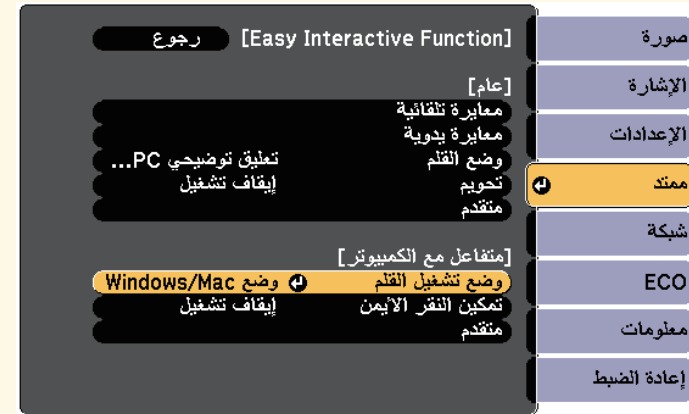 [Easy Interactive Function] رجوع
[عام]
معايرة تلقائية
معايرة يدوية
وضع القلم تعليق توضيحي PC...
تحويم إيقاف تشغيل
متقدم
[متفاعل مع الكمبيوتر]
وضع تشغيل القلم وضع Windows/Mac
تمكين النقر الأيمن إيقاف تشغيل
متقدم
صورة
الإشارة
الإعدادات
ممتد
شبكة
ECO
معلومات
إعادة الضبط